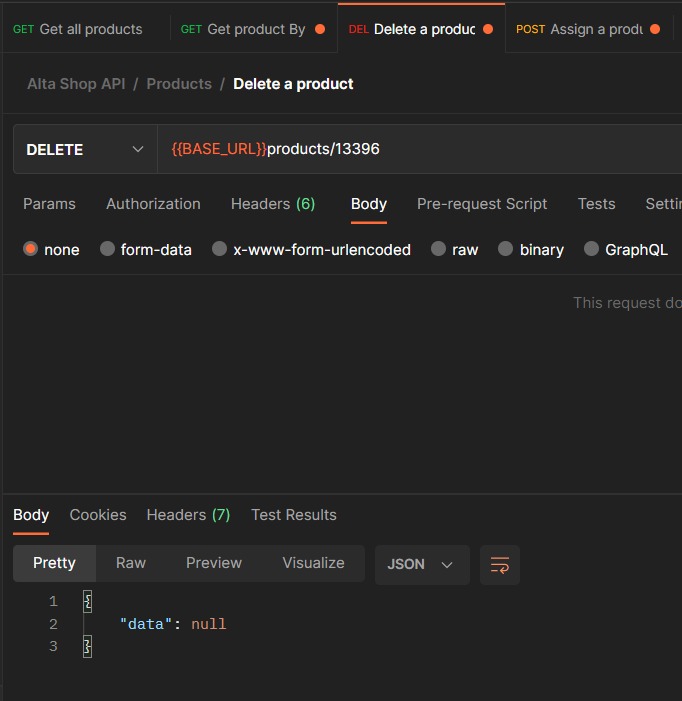 GET Get all products GET Get product By DEL Delete a produc POST Assign a produ
Alta Shop API / Products / Delete a product
DELETE {{BASE_URL}}products/13396
Params Authorization Headers (6) Body Pre-request Script Tests Settin
none form-data x-www-form-urlencoded raw binary GraphQL
This request do
Body Cookies Headers (7) Test Results
Pretty Raw Preview Visualize JSON
1 {
2 "data": null
3 }